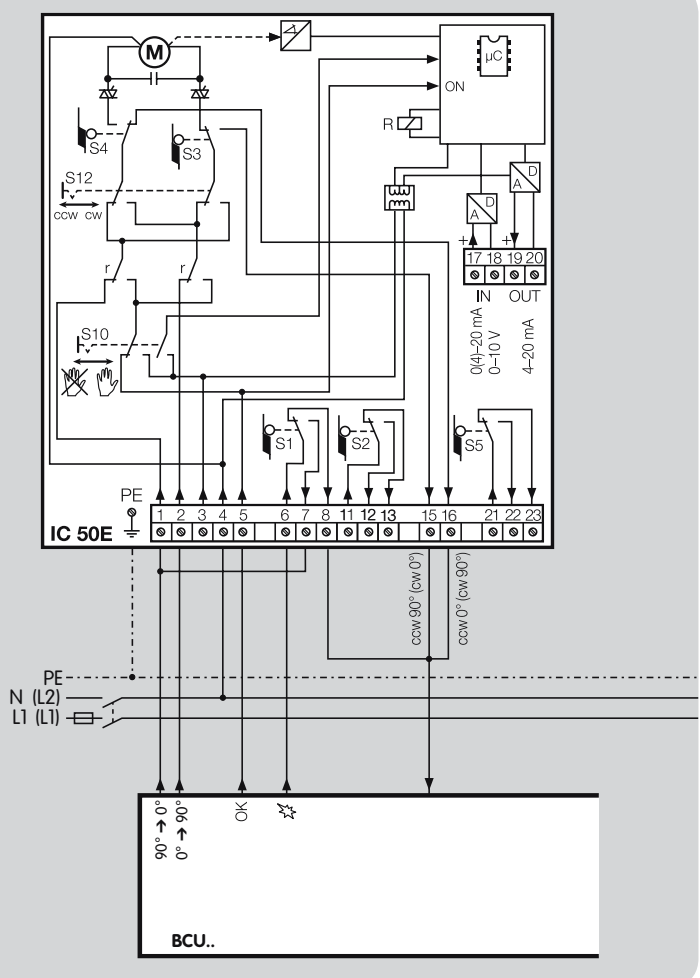 M
µC
ON
R
S4
S3
S12
ccw cw
D
A
D
A
+ +
17 18 19 20
IN OUT
0(4)–20 mA
0–10 V
4–20 mA
r r
S10
S1 S2 S5
PE
1 2 3 4 5 6 7 8 11 12 13 15 16 21 22 23
IC 50E
ccw 90° (cw 0°)
ccw 0° (cw 90°)
PE
N (L2)
L1 (L1)
90° → 0°
0° → 90°
OK
BCU..